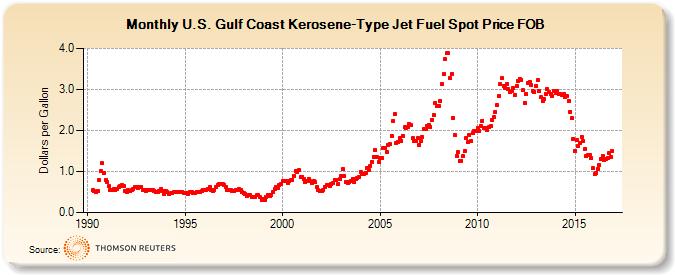 Monthly U.S. Gulf Coast Kerosene-Type Jet Fuel Spot Price FOB
Dollars per Gallon
4.0
3.0
2.0
1.0
0.0
1990 1995 2000 2005 2010 2015
Source: THOMSON REUTERS